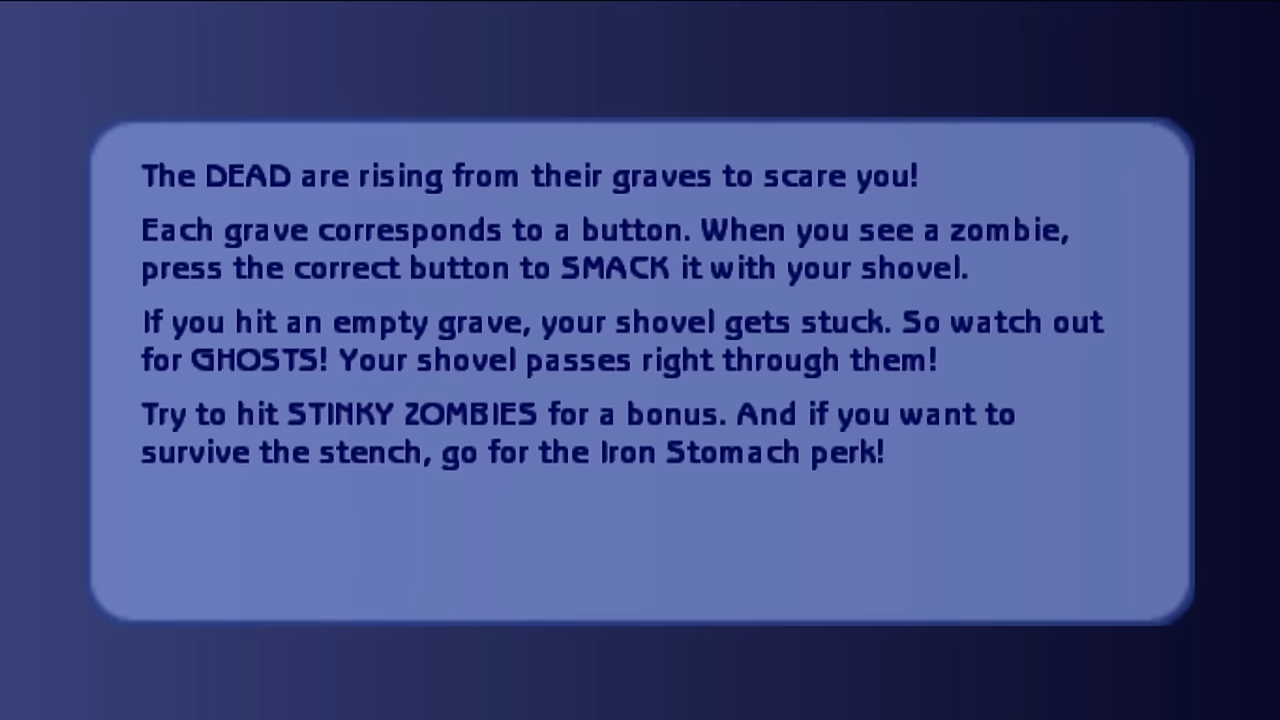 The DEAD are rising from their graves to scare you!
Each grave corresponds to a button. When you see a zombie,
press the correct button to SMACK it with your shovel.
If you hit an empty grave, your shovel gets stuck. So watch out
for GHOSTS! Your shovel passes right through them!
Try to hit STINKY ZOMBIES for a bonus. And if you want to
survive the stench, go for the Iron Stomach perk!